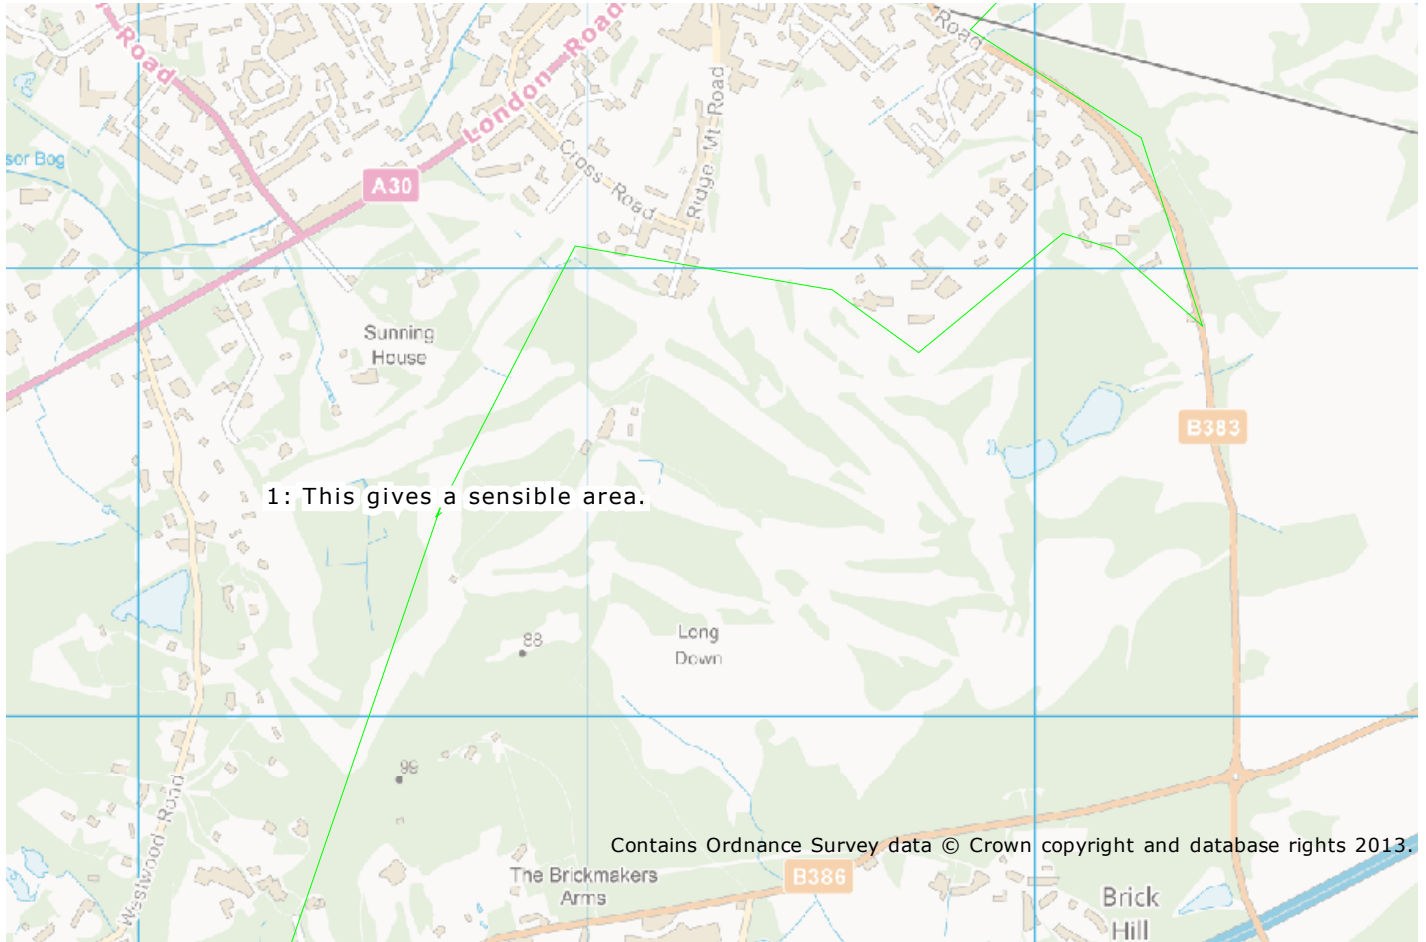 Road
London Road
Road
sor Bog
A30
Cross Road
Ridge Mt Road
Sunning
House
B383
1: This gives a sensible area.
88
Long
Down
99
Westwood Road
Contains Ordnance Survey data © Crown copyright and database rights 2013.
The Brickmakers
Arms
B386
Brick
Hill